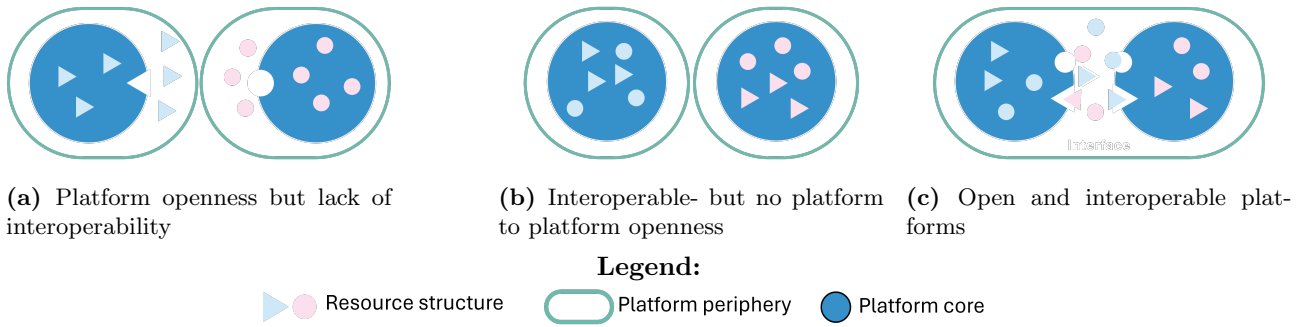 Interface
(a) Platform openness but lack of
interoperability
(b) Interoperable- but no platform
to platform openness
(c) Open and interoperable plat-
forms
Legend:
Resource structure
Platform periphery
Platform core